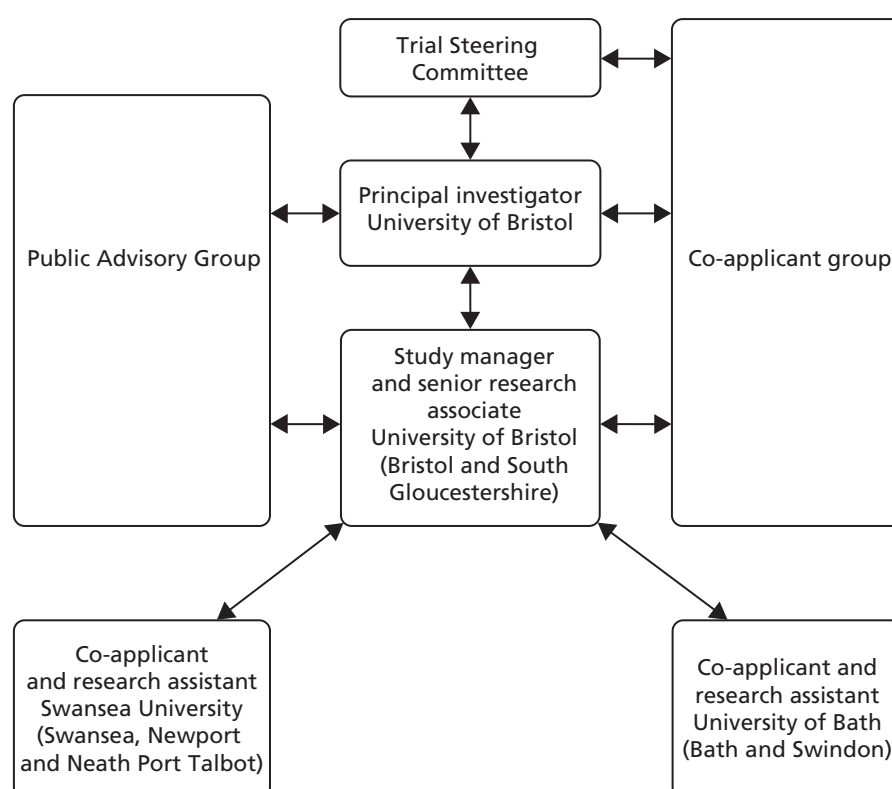 Trial Steering
Committee
Public Advisory Group
Principal investigator
University of Bristol
Co-applicant group
Study manager
and senior research
associate
University of Bristol
(Bristol and South
Gloucestershire)
Co-applicant
and research assistant
Swansea University
(Swansea, Newport
and Neath Port Talbot)
Co-applicant and
research assistant
University of Bath
(Bath and Swindon)